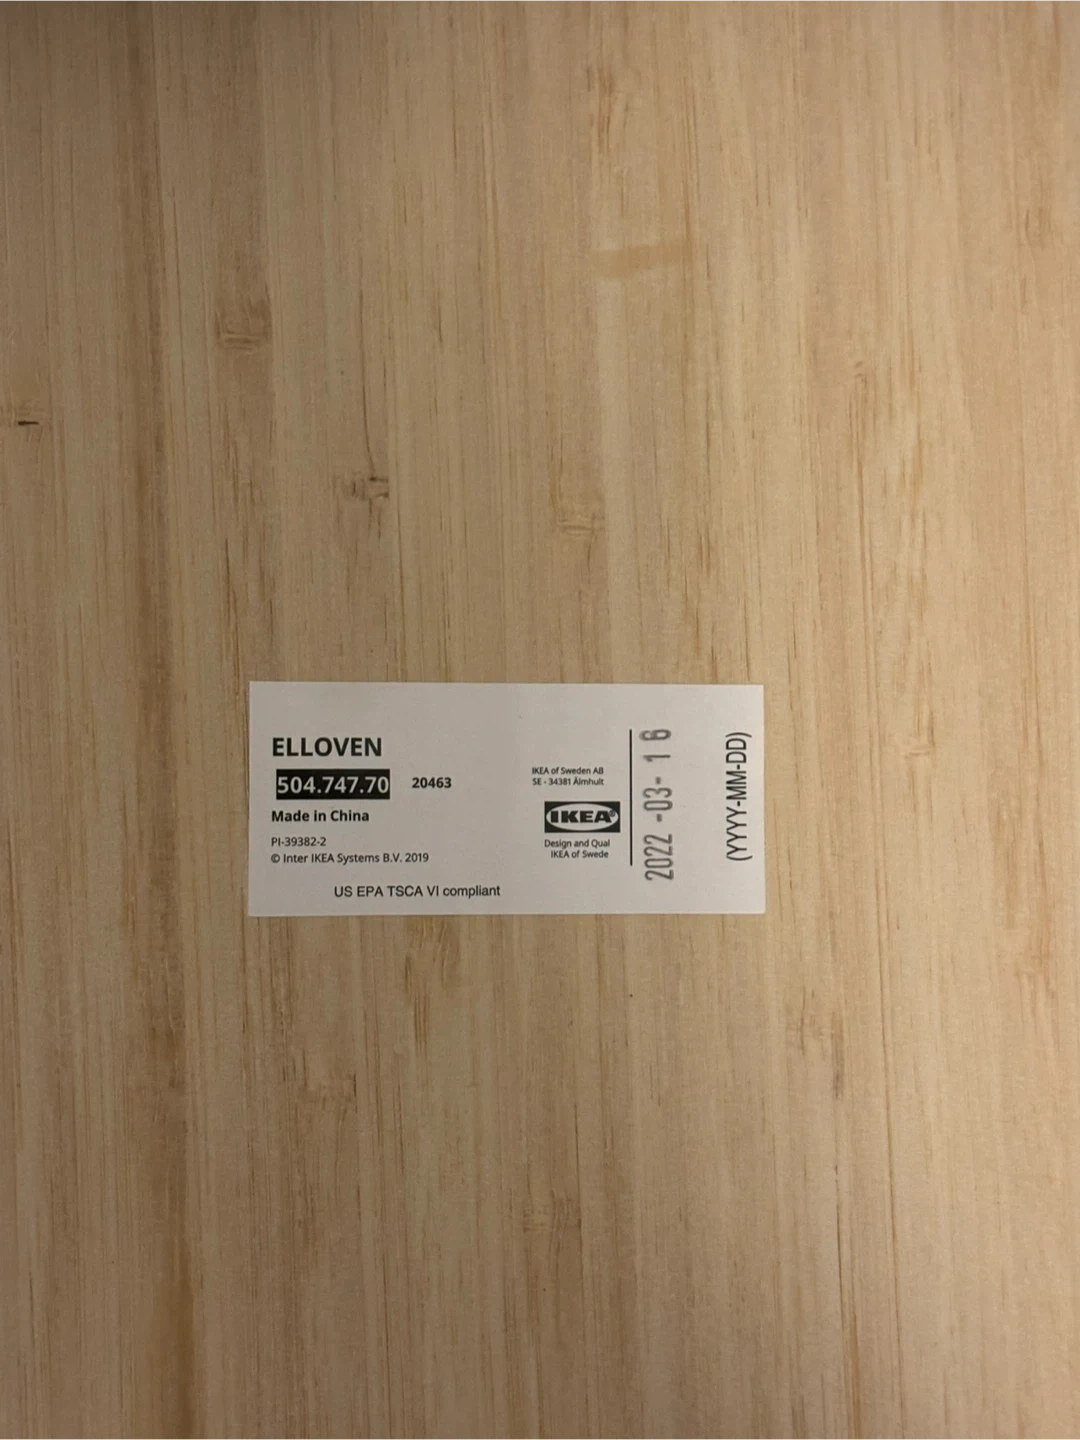 ELLOVEN
504.747.70 20463
Made in China
PI-39382-2
© Inter IKEA Systems B.V. 2019
US EPA TSCA VI compliant
IKEA of Sweden AB
SE - 34381 Älmhult
IKEA®
Design and Qual
IKEA of Swede
2022 -03- 16
(YYYY-MM-DD)